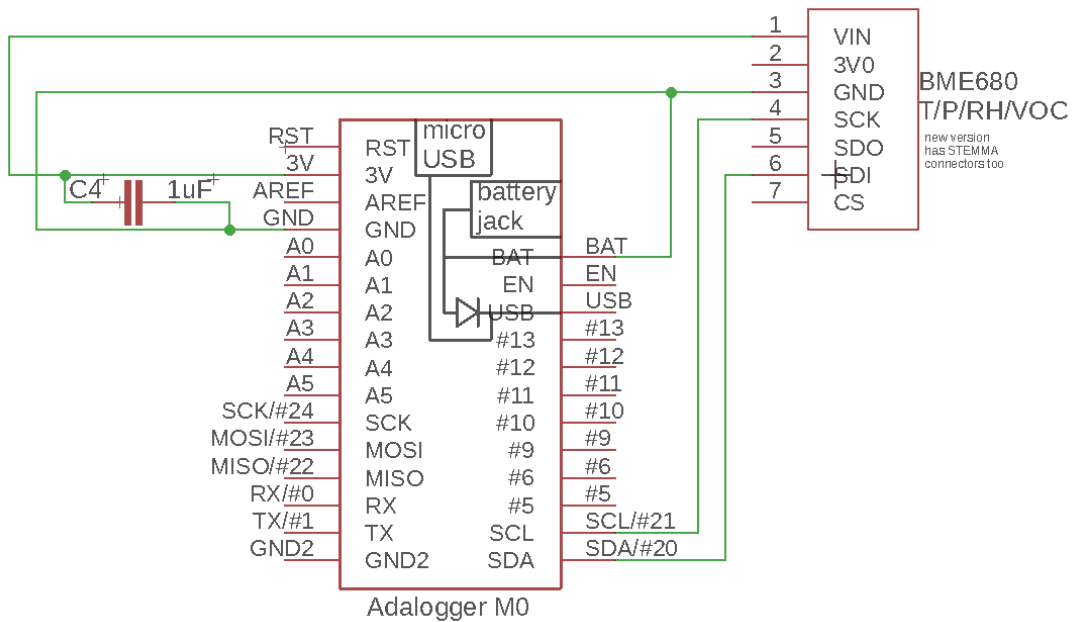 1
VIN
2
3V0
3
GND
4
SCK
5
SDO
6
SDI
7
CS
BME680
T/P/RH/VOC
new version
has STEMMA
connectors too
micro
USB
battery
jack
C4
1uF
RST
RST
3V
3V
AREF
AREF
GND
GND
A0
A0
A1
A1
A2
A2
A3
A3
A4
A4
A5
A5
SCK/#24
SCK
MOSI/#23
MOSI
MISO/#22
MISO
RX/#0
RX
TX/#1
TX
GND2
GND2
BAT
BAT
EN
EN
USB
USB
#13
#13
#12
#12
#11
#11
#10
#10
#9
#9
#6
#6
#5
#5
SCL
SCL/#21
SDA
SDA/#20
Adalogger M0